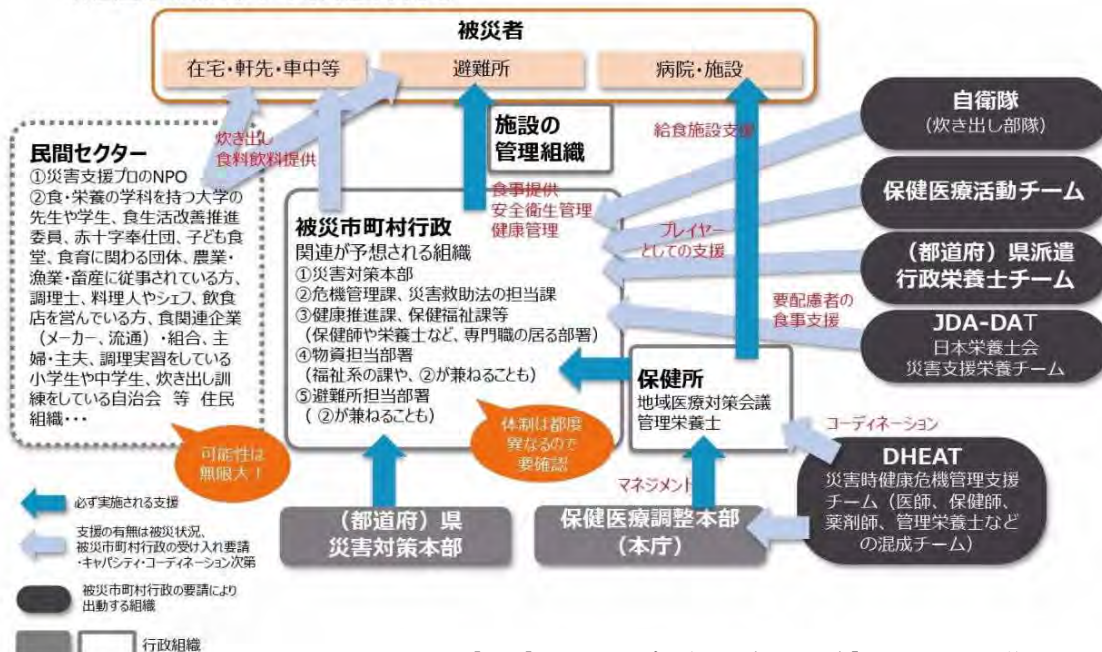 被災者
在宅・軒先・車中等
避難所
病院・施設
民間セクター
①災害支援プロのNPO
②食・栄養の学科を持つ大学の
先生や学生、食生活改善推進
委員、赤十字奉仕団、子ども食
堂、食育に関わる団体、農業・
漁業・畜産に従事されている方、
調理士、料理人やシェフ、飲食
店を営んでいる方、食関連企業
(メーカー、流通)・組合、主
婦・主夫、調理実習をしている
小学生や中学生、炊き出し訓
練をしている自治会 等 住民
組織・・・
可能性は
無限大!
炊き出し
食料飲料提供
施設の
管理組織
食事提供
安全衛生管理
健康管理
被災市町村行政
関連が予想される組織
①災害対策本部
②危機管理課、災害救助法の担当課
③健康推進課、保健福祉課等
(保健師や栄養士など、専門職の居る部署)
④物資担当部署
(福祉系の課や、②が兼ねることも)
⑤避難所担当部署
( ②が兼ねることも)
体制は都度
異なるので
要確認
給食施設支援
プレイヤー
としての支援
要配慮者の
食事支援
保健所
地域医療対策会議
管理栄養士
コーディネーション
マネジメント
(都道府)県
災害対策本部
保健医療調整本部
(本庁)
自衛隊
(炊き出し部隊)
保健医療活動チーム
(都道府)県派遣
行政栄養士チーム
JDA-DAT
日本栄養士会
災害支援栄養チーム
DHEAT
災害時健康危機管理支援
チーム(医師、保健師、
薬剤師、管理栄養士など
の混成チーム)
必ず実施される支援
支援の有無は被災状況、
被災市町村行政の受け入れ要請
・キャパシティ・コーディネーション次第
被災市町村行政の要請により
出動する組織
行政組織